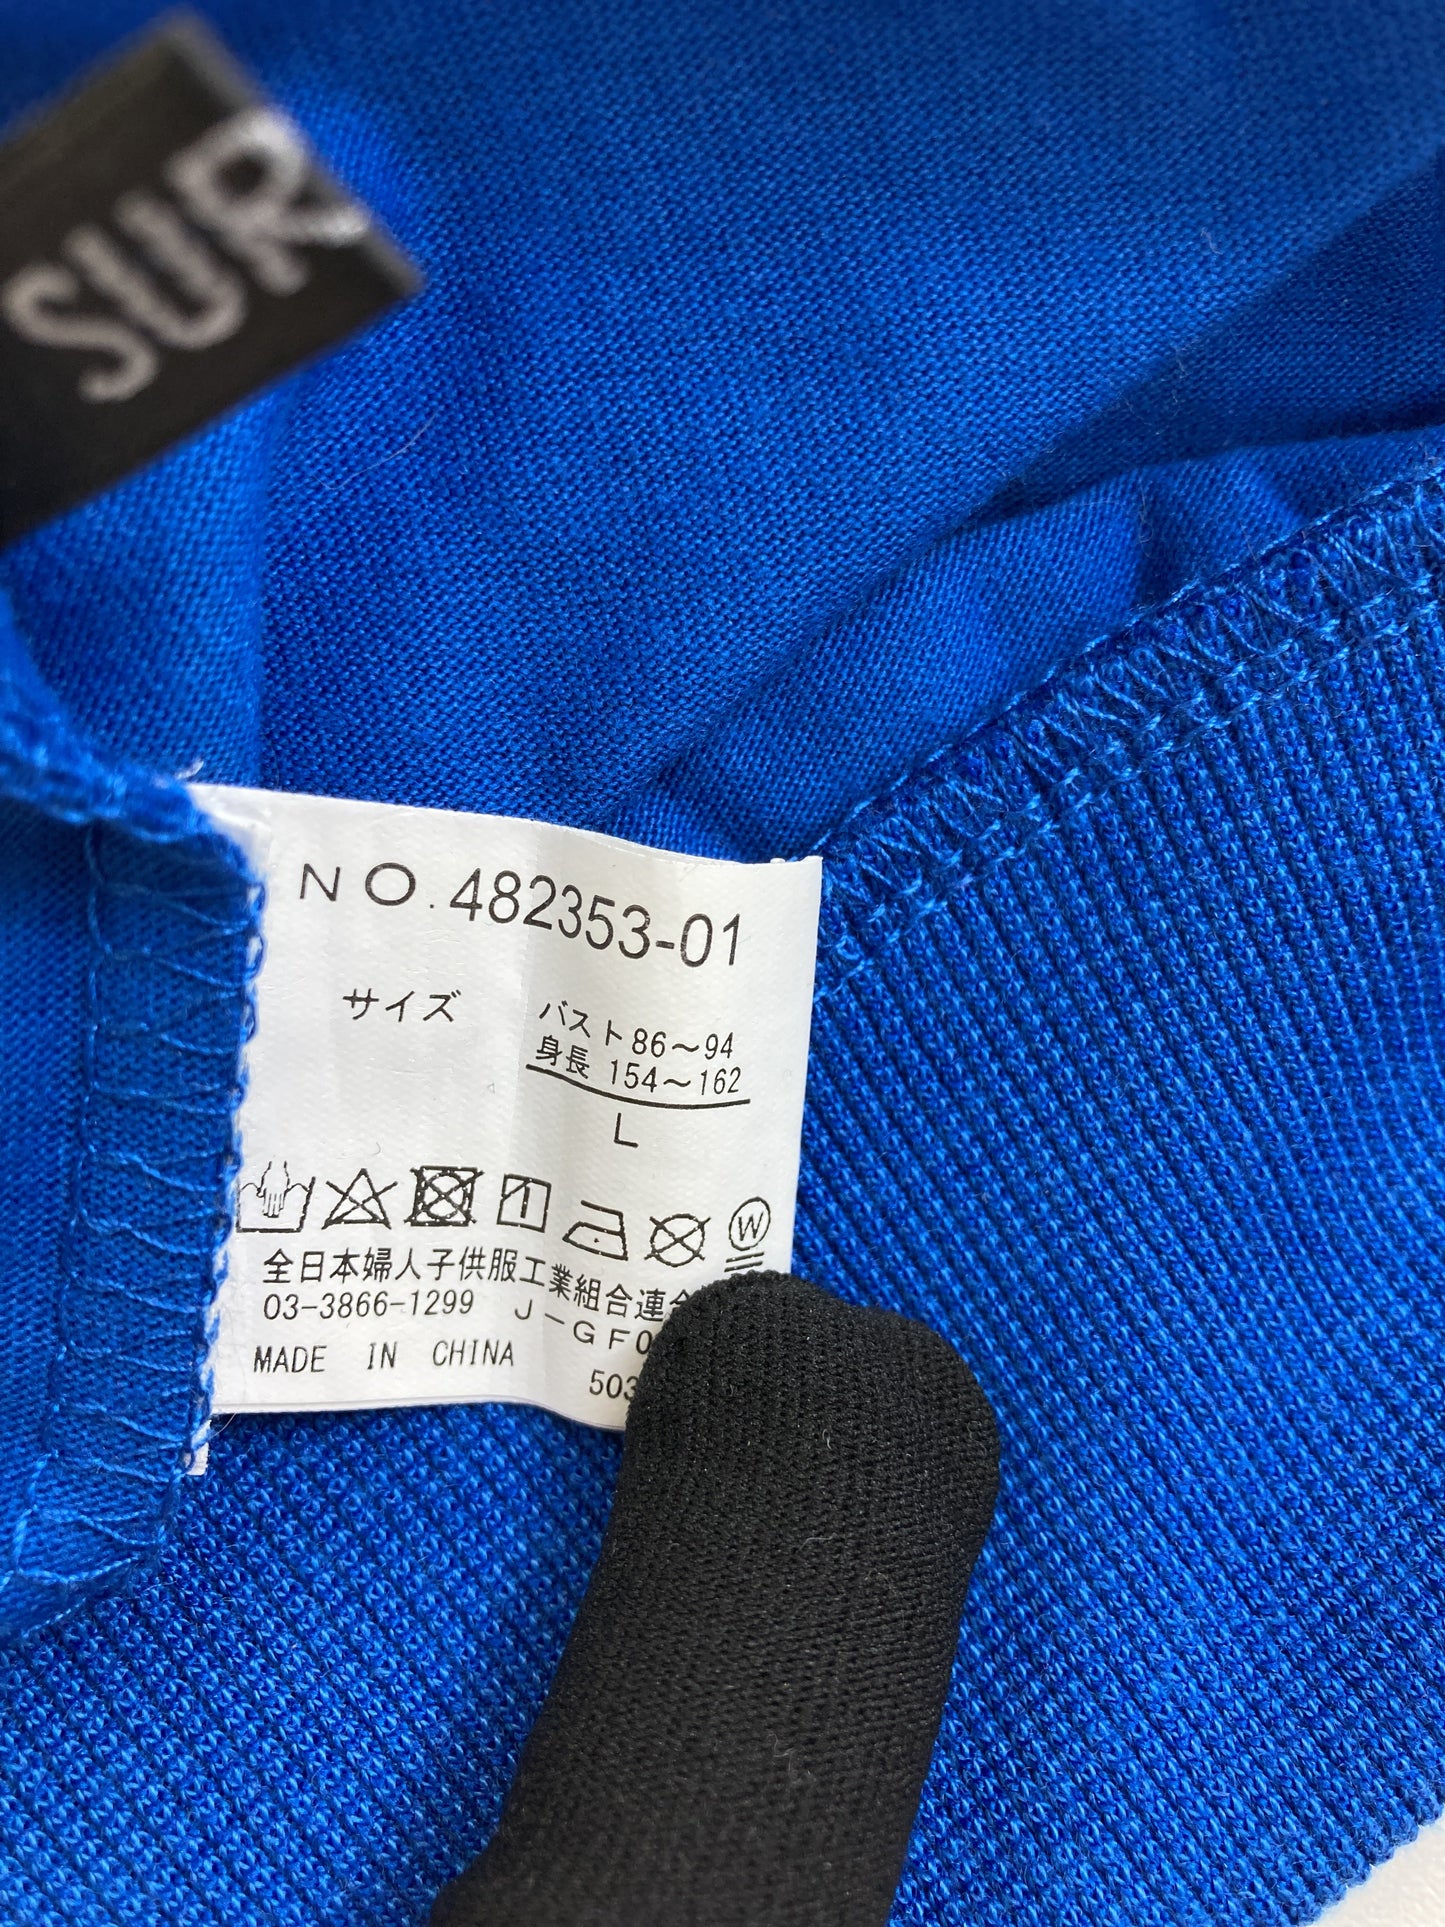 SUR
NO.482353-01
サイズ
バスト86～94
身長 154～162
L
W
全日本婦人子供服工業組合連合
03-3866-1299 J-GF0
MADE IN CHINA
503